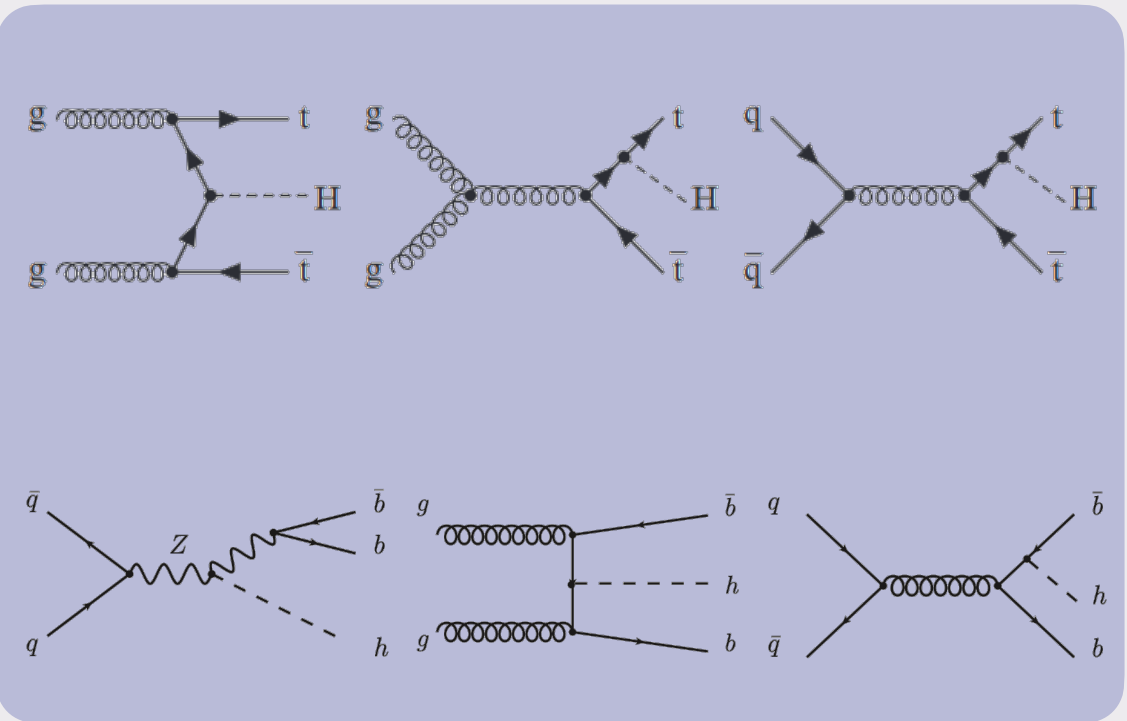 g t g t q t
H H H
g t̄ g t̄ q̄ t̄
q̄ b̄ g b̄ q b̄
Z b
h h
q h g b q̄ b